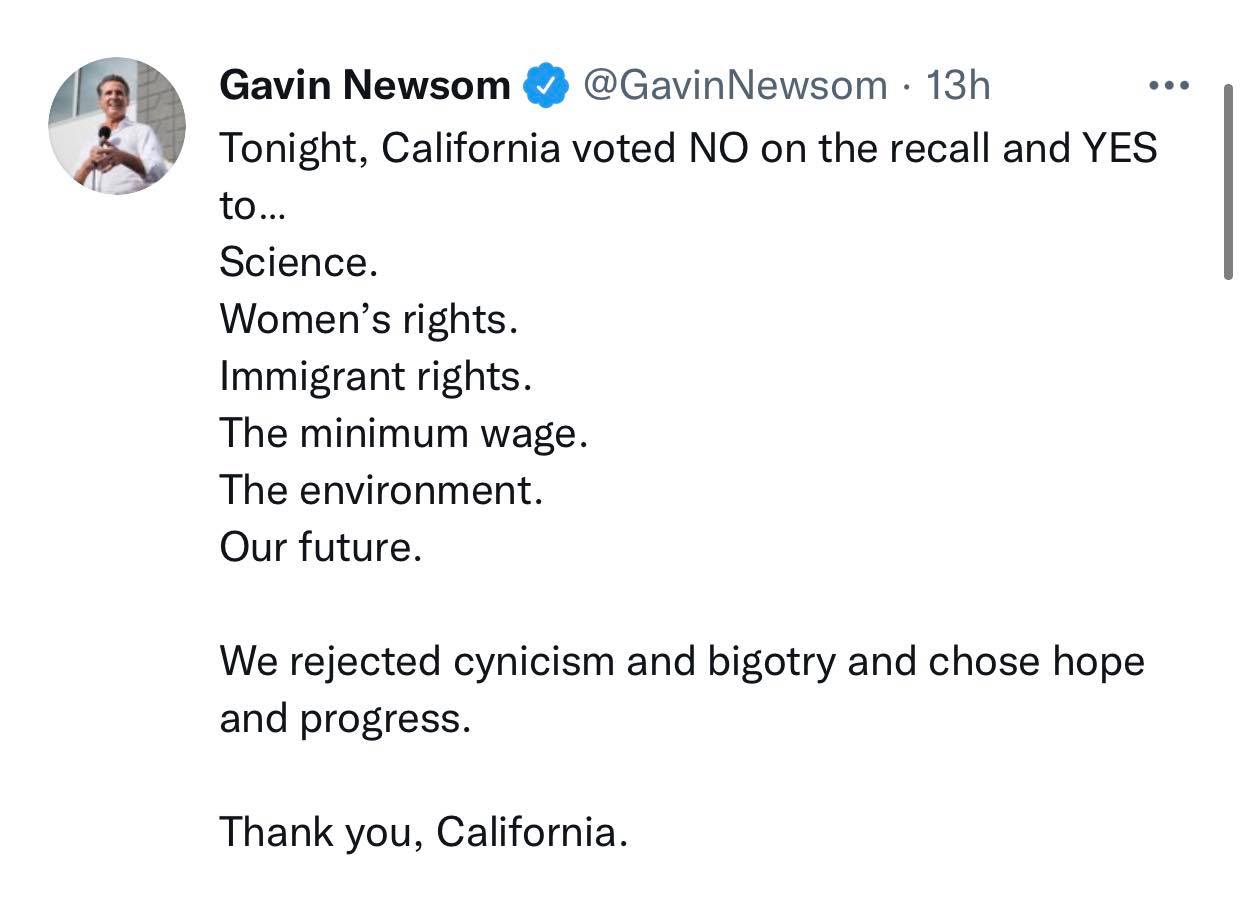 Gavin Newsom @GavinNewsom · 13h
Tonight, California voted NO on the recall and YES
to...
Science.
Women’s rights.
Immigrant rights.
The minimum wage.
The environment.
Our future.
We rejected cynicism and bigotry and chose hope
and progress.
Thank you, California.